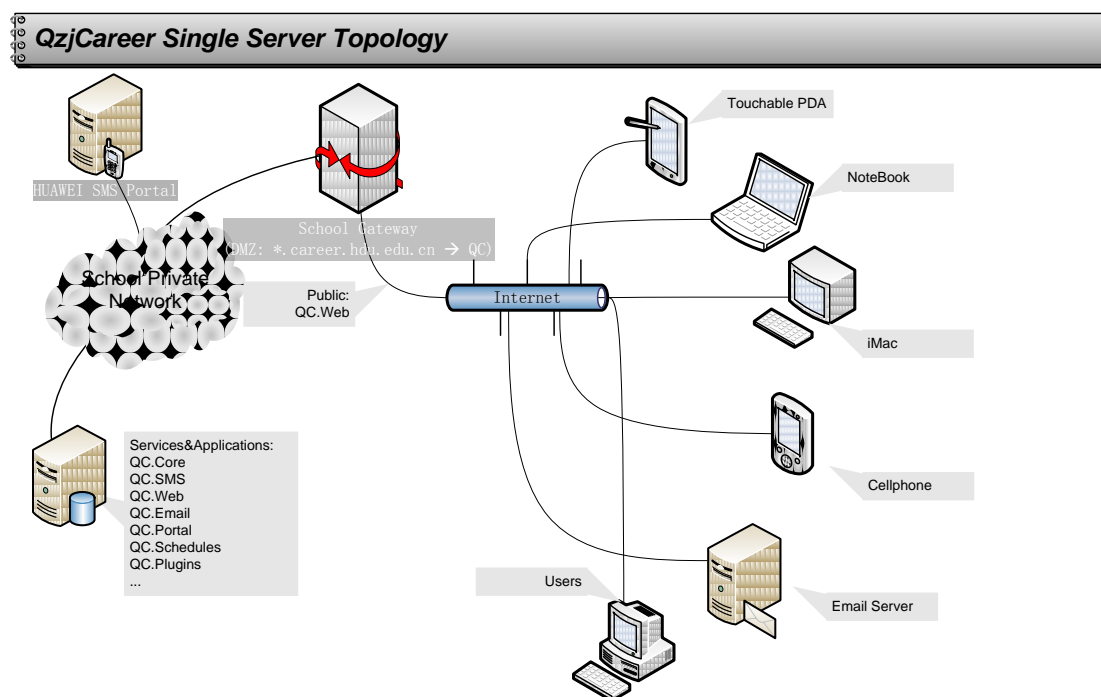 QzjCareer Single Server Topology
Touchable PDA
NoteBook
HUAWEI SMS Portal
School Gateway
(DMZ: *.career.hdu.edu.cn → QC)
School Private
Network
Public:
QC.Web
Internet
iMac
Services&Applications:
QC.Core
QC.SMS
QC.Web
QC.Email
QC.Portal
QC.Schedules
QC.Plugins
...
Cellphone
Users
Email Server